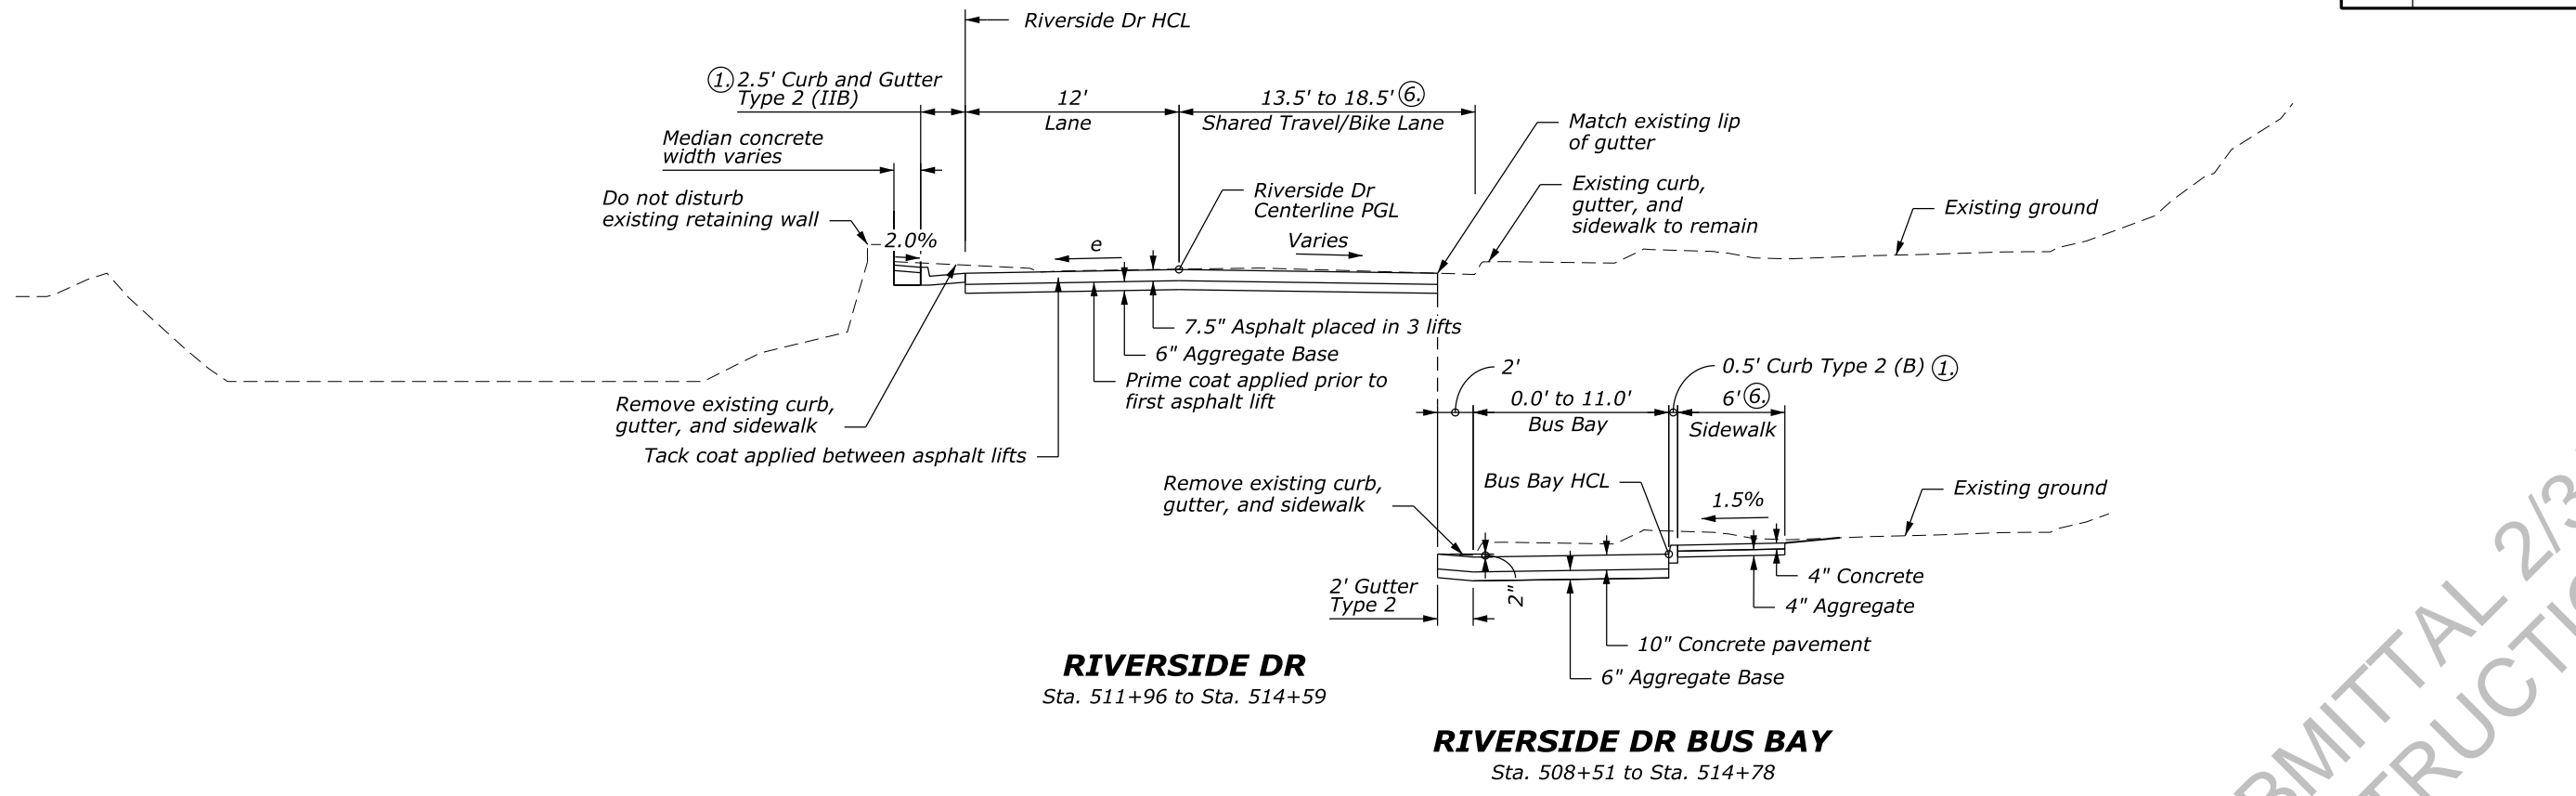 Riverside Dr HCL
1. 2.5' Curb and Gutter
Type 2 (IIB)
12'
Lane
13.5' to 18.5' 6.
Shared Travel/Bike Lane
Median concrete
width varies
Match existing lip
of gutter
Do not disturb
existing retaining wall
Riverside Dr
Centerline PGL
Existing curb,
gutter, and
sidewalk to remain
Existing ground
2.0%
e
Varies
7.5" Asphalt placed in 3 lifts
6" Aggregate Base
Prime coat applied prior to
first asphalt lift
Remove existing curb,
gutter, and sidewalk
Tack coat applied between asphalt lifts
2'
0.5' Curb Type 2 (B) 1.
0.0' to 11.0'
Bus Bay
6' 6.
Sidewalk
Remove existing curb,
gutter, and sidewalk
Bus Bay HCL
1.5%
Existing ground
2' Gutter
Type 2
2"
4" Concrete
4" Aggregate
10" Concrete pavement
6" Aggregate Base
RIVERSIDE DR
Sta. 511+96 to Sta. 514+59
RIVERSIDE DR BUS BAY
Sta. 508+51 to Sta. 514+78